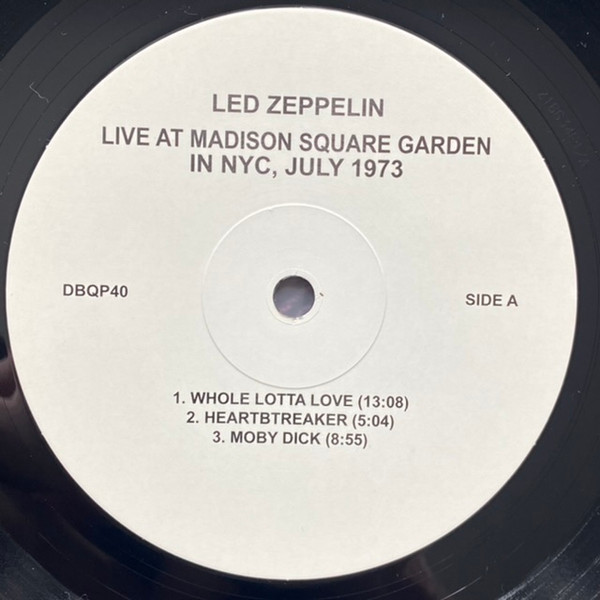 LED ZEPPELIN
LIVE AT MADISON SQUARE GARDEN
IN NYC, JULY 1973
DBQP40
SIDE A
1. WHOLE LOTTA LOVE (13:08)
2. HEARTBTREAKER (5:04)
3. MOBY DICK (8:55)